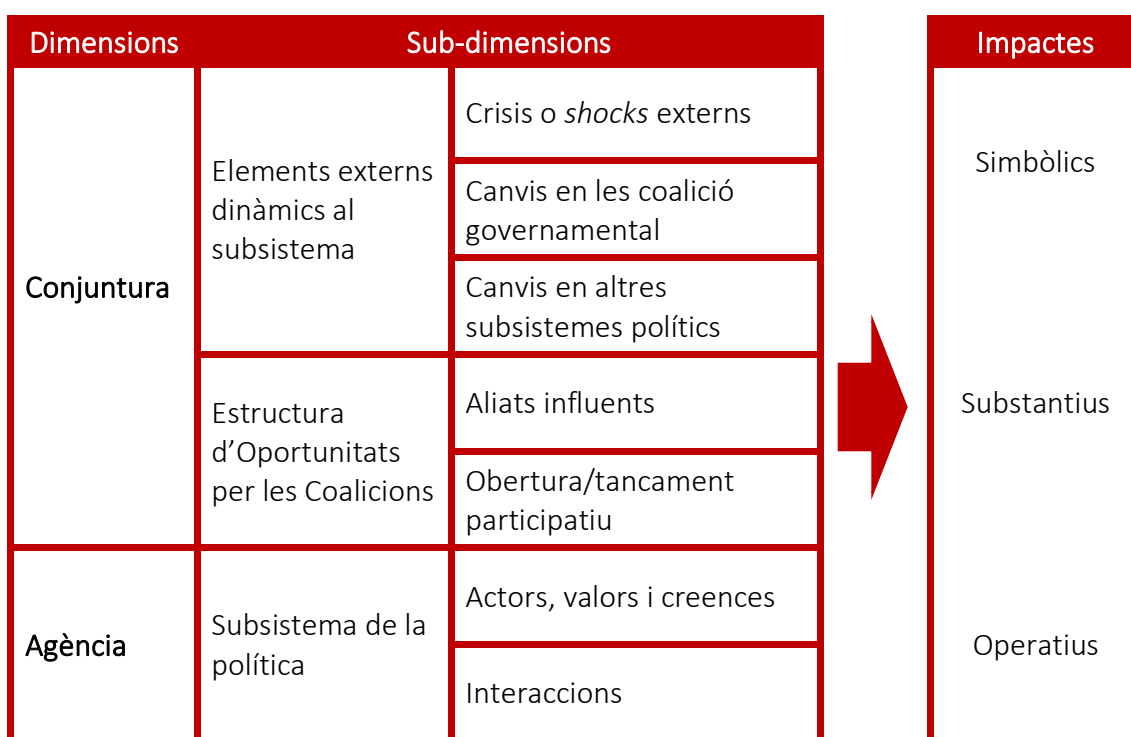 Dimensions
Sub-dimensions
Impactes
Conjuntura
Elements externs
dinàmics al
subsistema
Crisis o shocks externs
Canvis en les coalició
governamental
Canvis en altres
subsistemes polítics
Estructura
d’Oportunitats
per les Coalicions
Aliats influents
Obertura/tancament
participatiu
Agència
Subsistema de la
política
Actors, valors i creences
Interaccions
Simbòlics
Substantius
Operatius